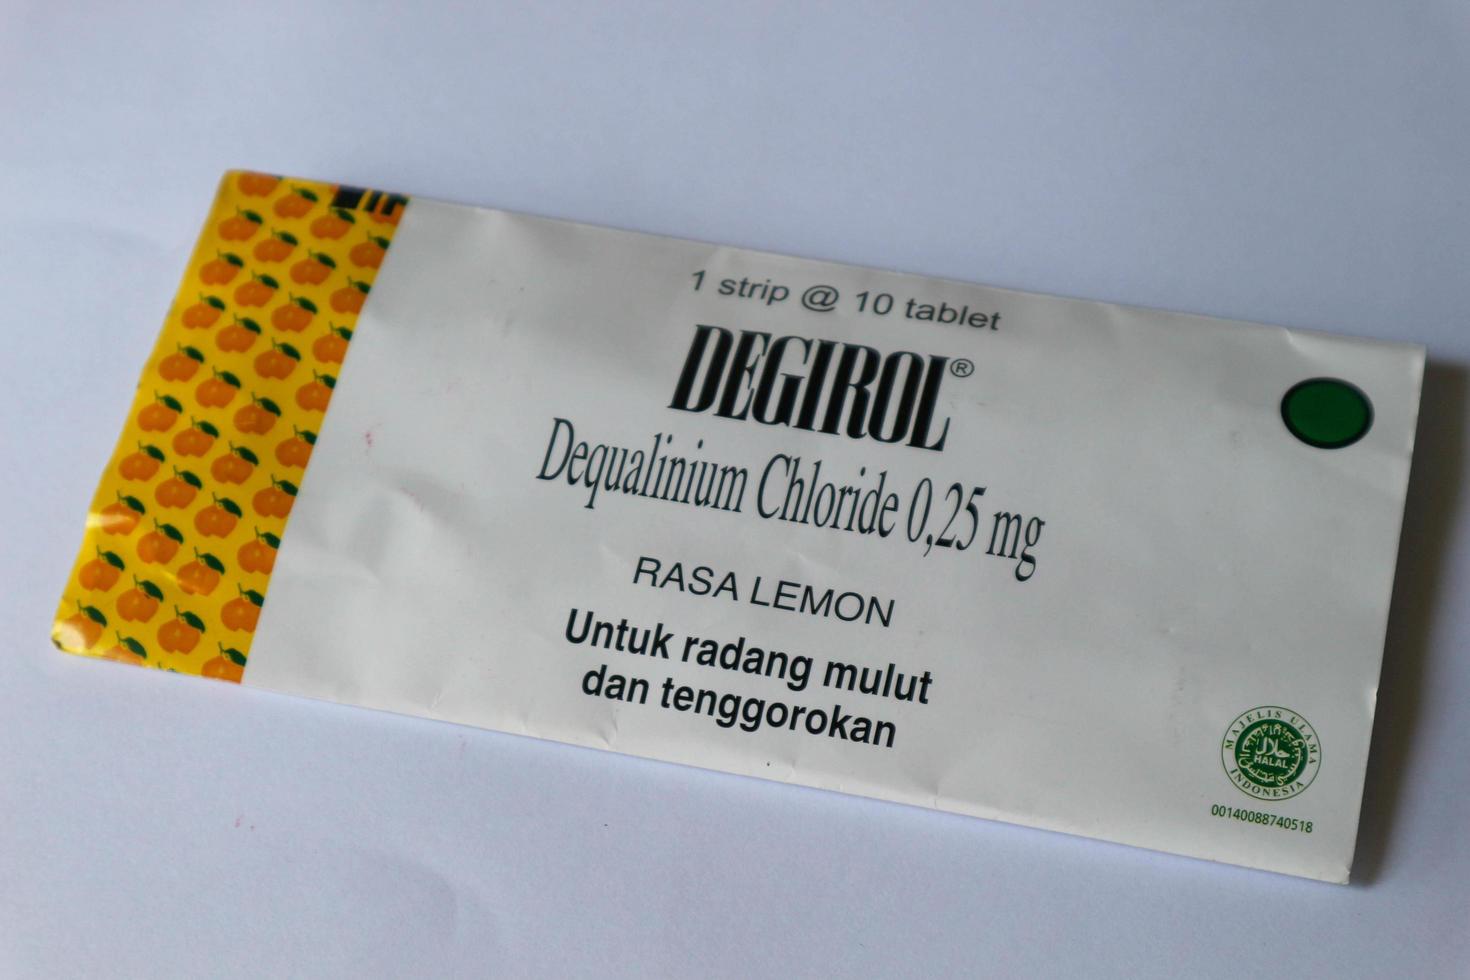 1 strip @ 10 tablet
DEGIROL®
Dequalinium Chloride 0,25 mg
RASA LEMON
Untuk radang mulut
dan tenggorokan
MAJELIS ULAMA
حلال
HALAL
INDONESIA
00140088740518